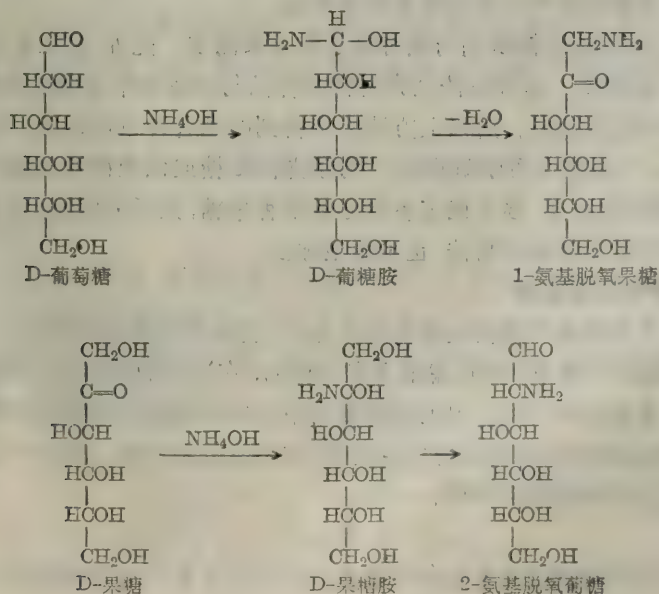 H
CHO H₂N—C—OH CH₂NH₂
HCOH HCOH C=O
HOCH NH₄OH HOCH —H₂O HOCH
HCOH HCOH HCOH
HCOH HCOH HCOH
CH₂OH CH₂OH CH₂OH
D-葡萄糖 D-葡糖胺 1-氨基脱氧果糖
CH₂OH CH₂OH CHO
C=O H₂NCOH HCNH₂
HOCH NH₄OH HOCH HOCH
HCOH HCOH HCOH
HCOH HCOH HCOH
CH₂OH CH₂OH CH₂OH
D-果糖 D-果糖胺 2-氨基脱氧葡糖